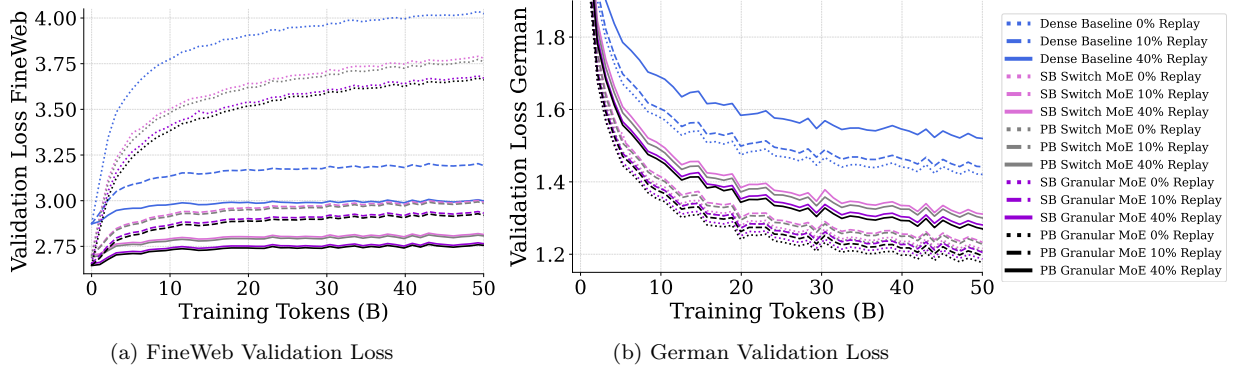 Validation Loss FineWeb
4.00
3.75
3.50
3.25
3.00
2.75
0
10
20
30
40
50
Training Tokens (B)
(a) FineWeb Validation Loss
Validation Loss German
1.8
1.6
1.4
1.2
0
10
20
30
40
50
Training Tokens (B)
(b) German Validation Loss
Dense Baseline 0% Replay
Dense Baseline 10% Replay
Dense Baseline 40% Replay
SB Switch MoE 0% Replay
SB Switch MoE 10% Replay
SB Switch MoE 40% Replay
PB Switch MoE 0% Replay
PB Switch MoE 10% Replay
PB Switch MoE 40% Replay
SB Granular MoE 0% Replay
SB Granular MoE 10% Replay
SB Granular MoE 40% Replay
PB Granular MoE 0% Replay
PB Granular MoE 10% Replay
PB Granular MoE 40% Replay